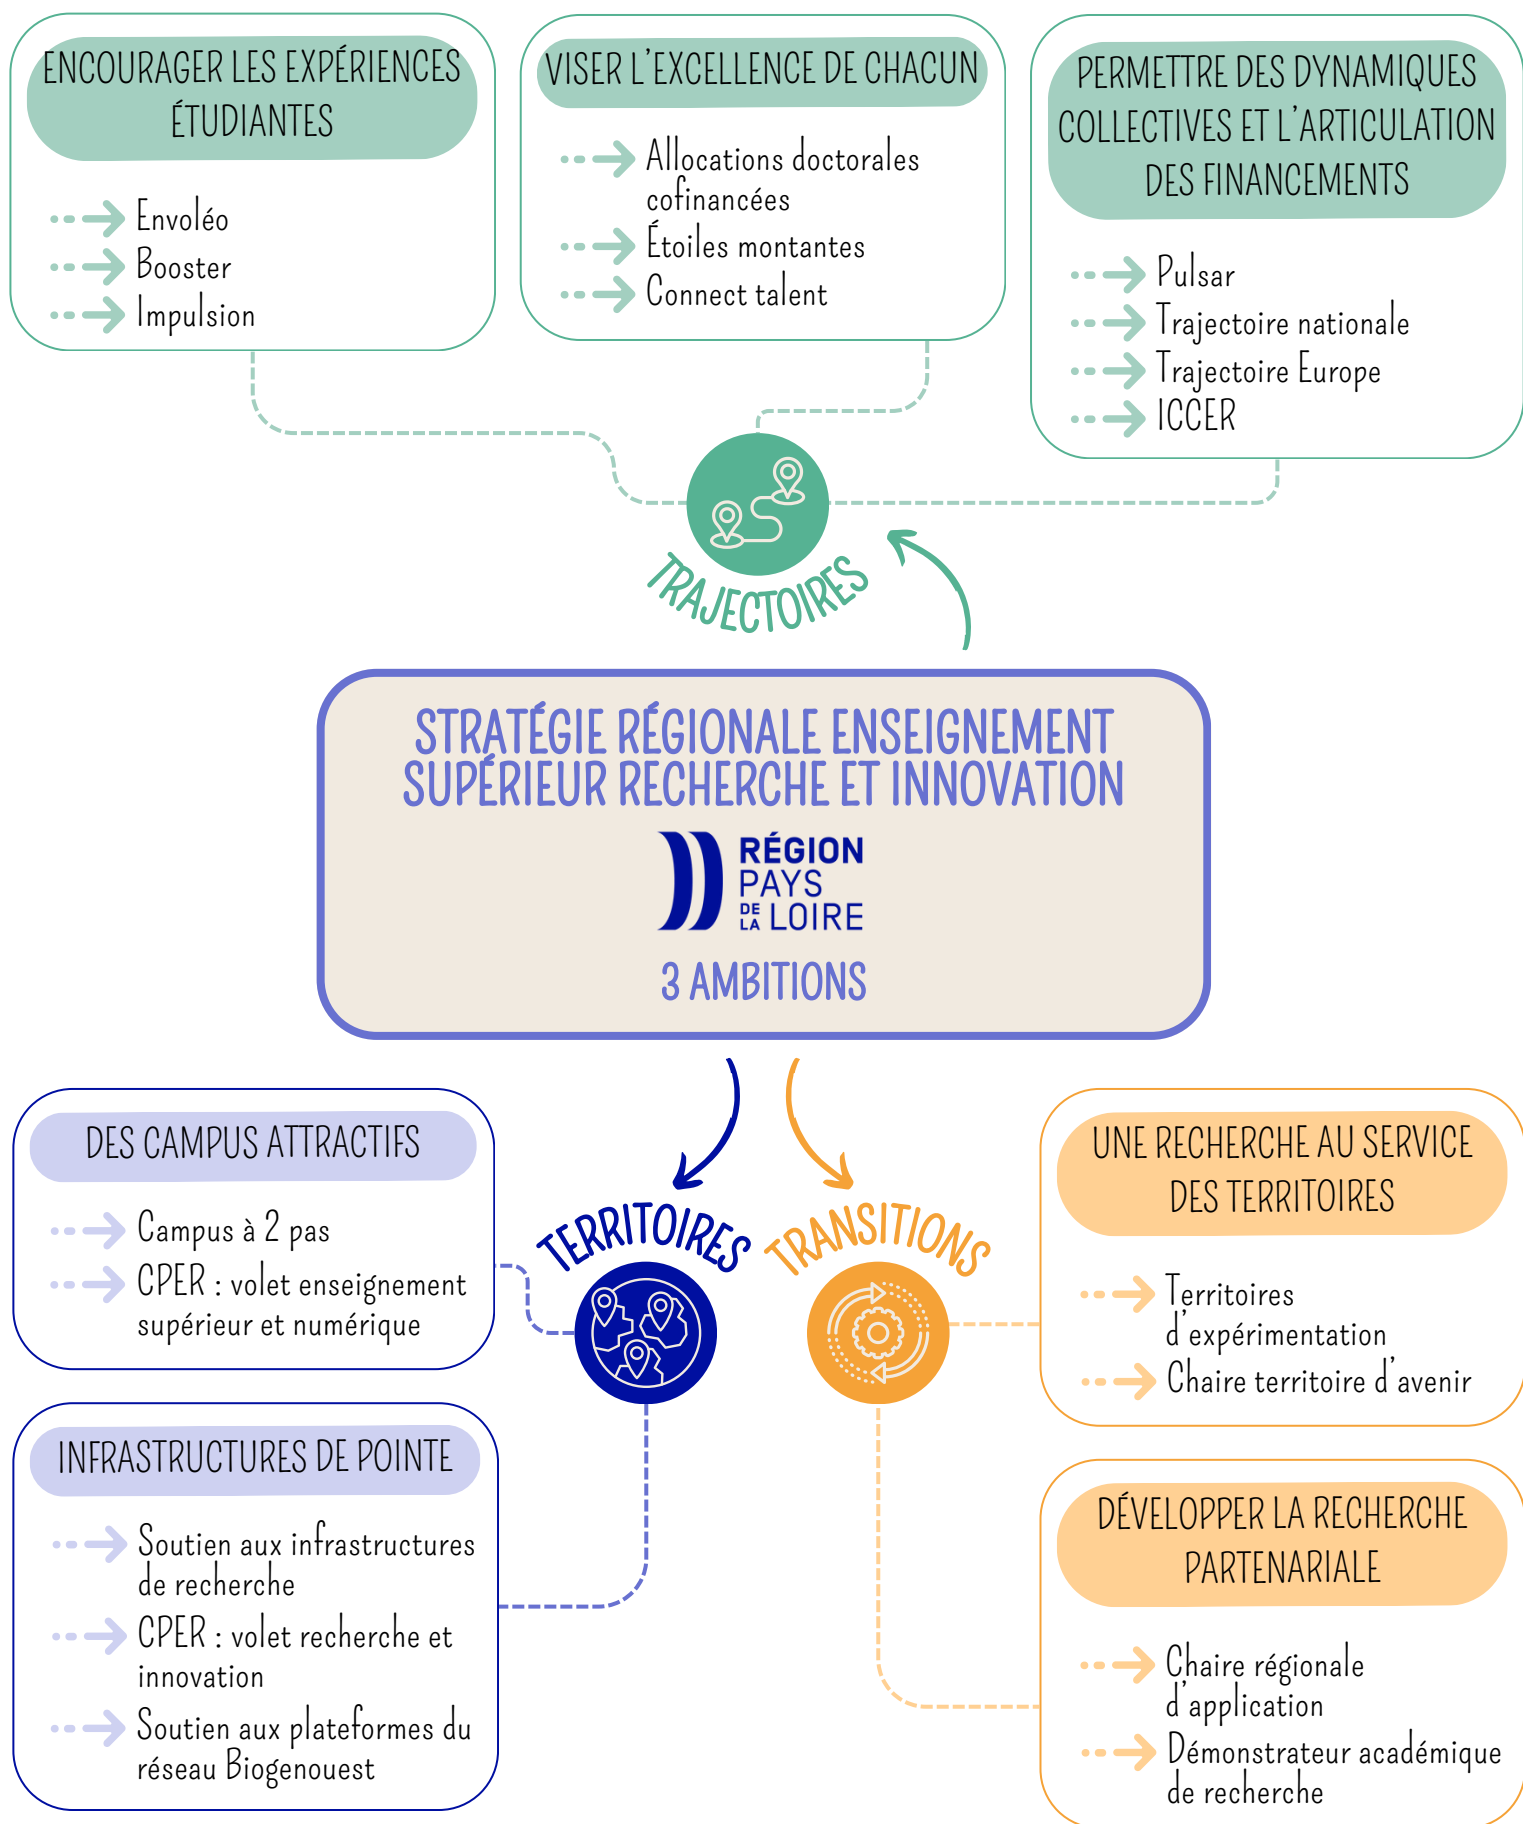 ENCOURAGER LES EXPÉRIENCES
ÉTUDIANTES
Envoléo
Booster
Impulsion
VISER L'EXCELLENCE DE CHACUN
Allocations doctorales
cofinancées
Étoiles montantes
Connect talent
PERMETTRE DES DYNAMIQUES
COLLECTIVES ET L'ARTICULATION
DES FINANCEMENTS
Pulsar
Trajectoire nationale
Trajectoire Europe
ICCER
TRAJECTOIRES
STRATÉGIE RÉGIONALE ENSEIGNEMENT
SUPÉRIEUR RECHERCHE ET INNOVATION
RÉGION
PAYS
DE LA LOIRE
3 AMBITIONS
DES CAMPUS ATTRACTIFS
Campus à 2 pas
CPER : volet enseignement
supérieur et numérique
INFRASTRUCTURES DE POINTE
Soutien aux infrastructures
de recherche
CPER : volet recherche et
innovation
Soutien aux plateformes du
réseau Biogenouest
TERRITOIRES
TRANSITIONS
UNE RECHERCHE AU SERVICE
DES TERRITOIRES
Territoires
d'expérimentation
Chaire territoire d'avenir
DÉVELOPPER LA RECHERCHE
PARTENARIALE
Chaire régionale
d'application
Démonstrateur académique
de recherche